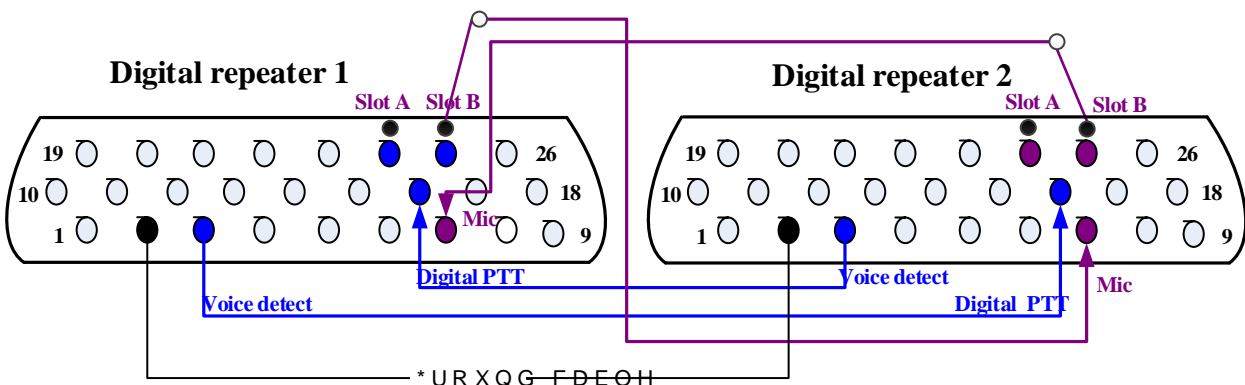 Digital repeater 1
Digital repeater 2
Slot A Slot B
Slot A Slot B
19 26
19 26
10 18
10 18
1 9
1 9
Mic
Mic
Digital PTT
Voice detect
Voice detect
Digital PTT
*URXQG FDEOH